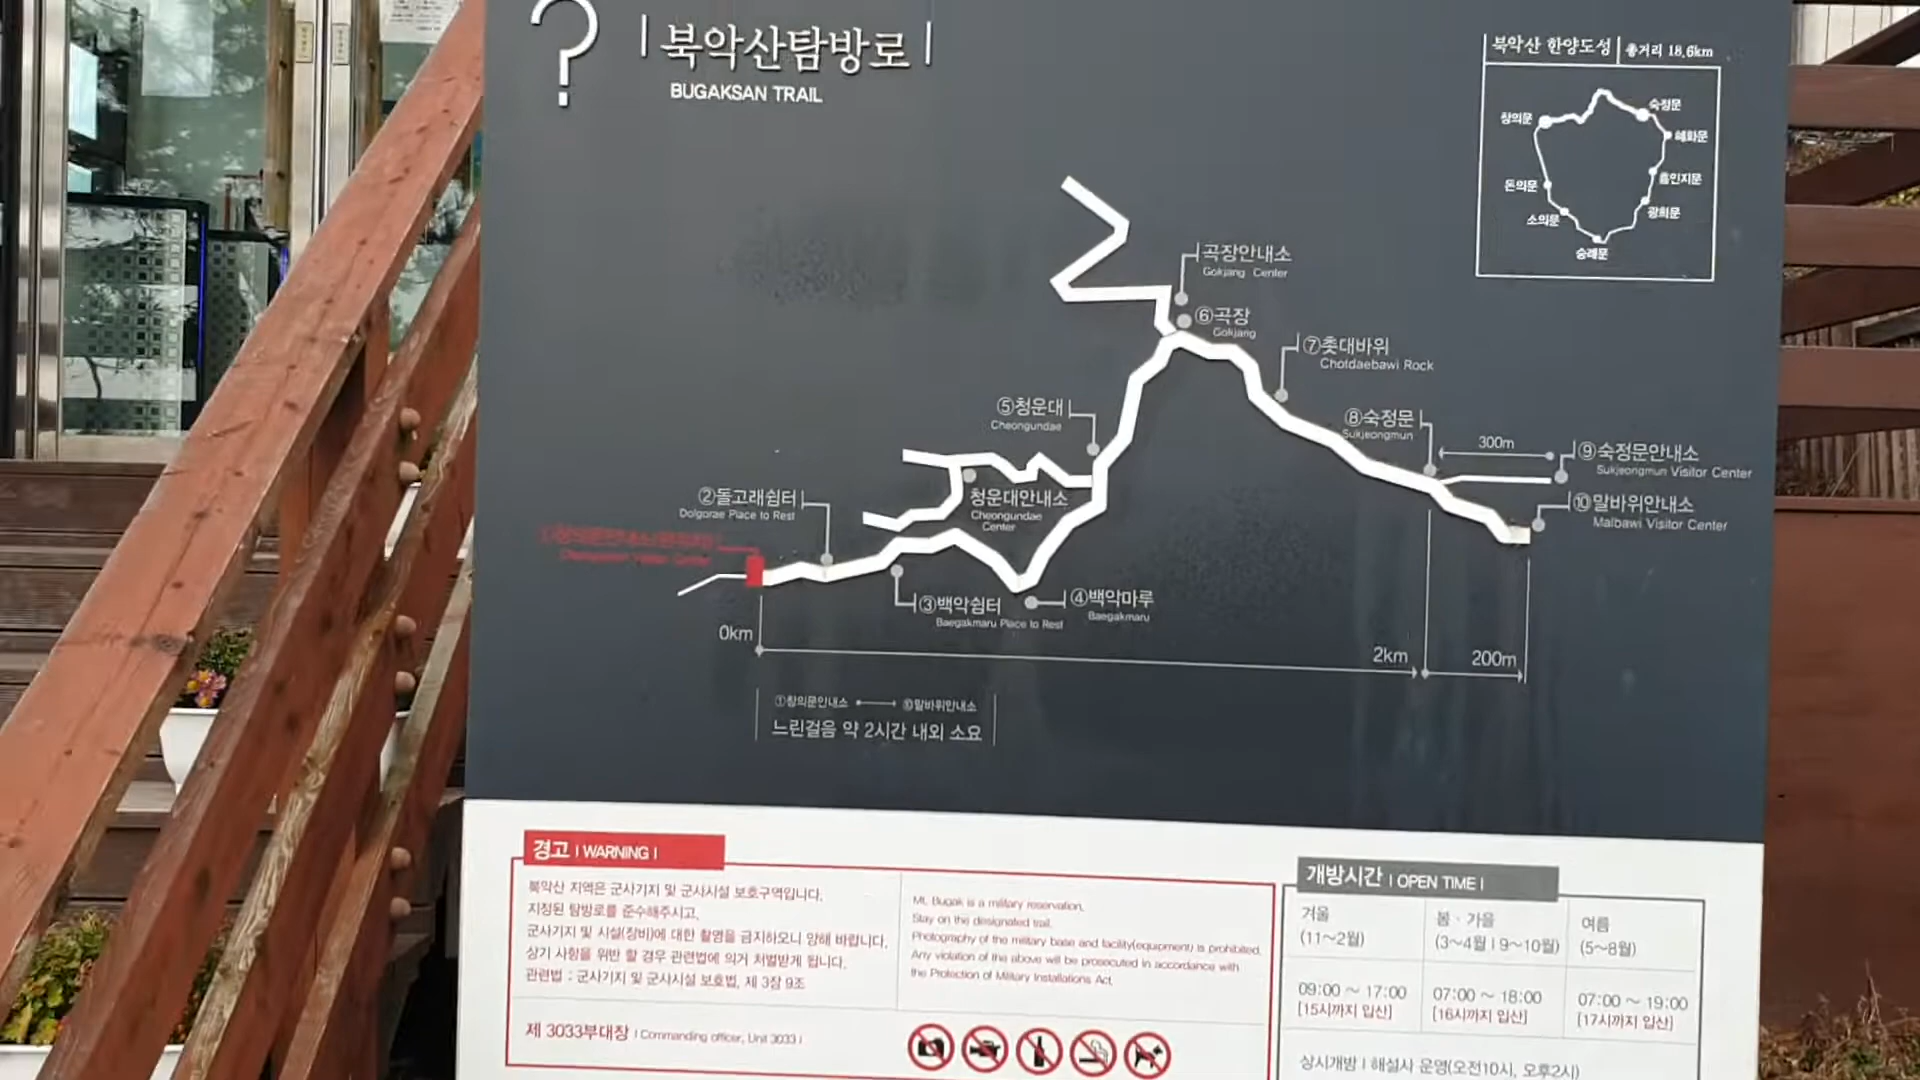 ?
북악산탐방로
BUGAKSAN TRAIL
북악산 한양도성 | 총거리 18.6km
숙정문
창의문
혜화문
돈의문
흥인지문
소의문
광희문
숭례문
곡장안내소
Gokjang Center
⑥곡장
Gokjang
⑦촛대바위
Chotdaebawi Rock
⑤청운대
Cheongundae
⑧숙정문
Sukjeongmun
300m
⑨숙정문안내소
Sukjeongmun Visitor Center
②돌고래쉼터
Dolgorae Place to Rest
청운대안내소
Cheongundae
Center
⑩말바위안내소
Malbawi Visitor Center
Visitor Center
③백악쉼터
Baegakmaru Place to Rest
④백악마루
Baegakmaru
0km
2km
200m
①창의문안내소 ⑩말바위안내소
느린걸음 약 2시간 내외 소요
경고 | WARNING |
북악산 지역은 군사기지 및 군사시설 보호구역입니다.
지정된 탐방로를 준수해주시고,
군사기지 및 시설(장비)에 대한 촬영을 금지하오니 양해 바랍니다.
상기 사항을 위반 할 경우 관련법에 의거 처벌받게 됩니다.
관련법 : 군사기지 및 군사시설 보호법, 제 3장 9조
Mt. Bugak is a military reservation.
Stay on the designated trail.
Photography of the military base and facility(equipment) is prohibited.
Any violation of the above will be prosecuted in accordance with
the Protection of Military Installations Act.
제 3033부대장 | Commanding officer, Unit 3033 |
개방시간 | OPEN TIME |
겨울
(11~2월)
봄 · 가을
(3~4월 | 9~10월)
여름
(5~8월)
09:00 ~ 17:00
[15시까지 입산]
07:00 ~ 18:00
[16시까지 입산]
07:00 ~ 19:00
[17시까지 입산]
상시개방 | 해설사 운영(오전10시, 오후2시)